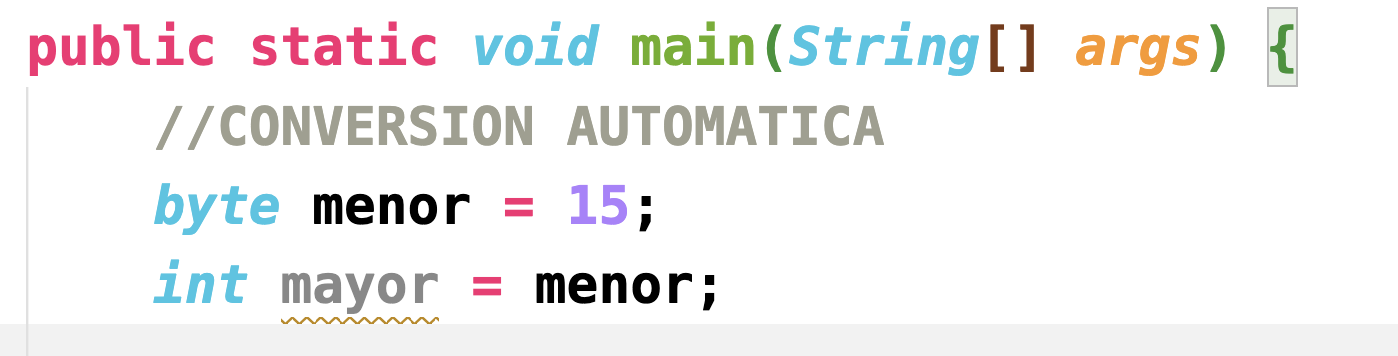 public static void main(String[] args) {
//CONVERSION AUTOMATICA
byte menor = 15;
int mayor = menor;